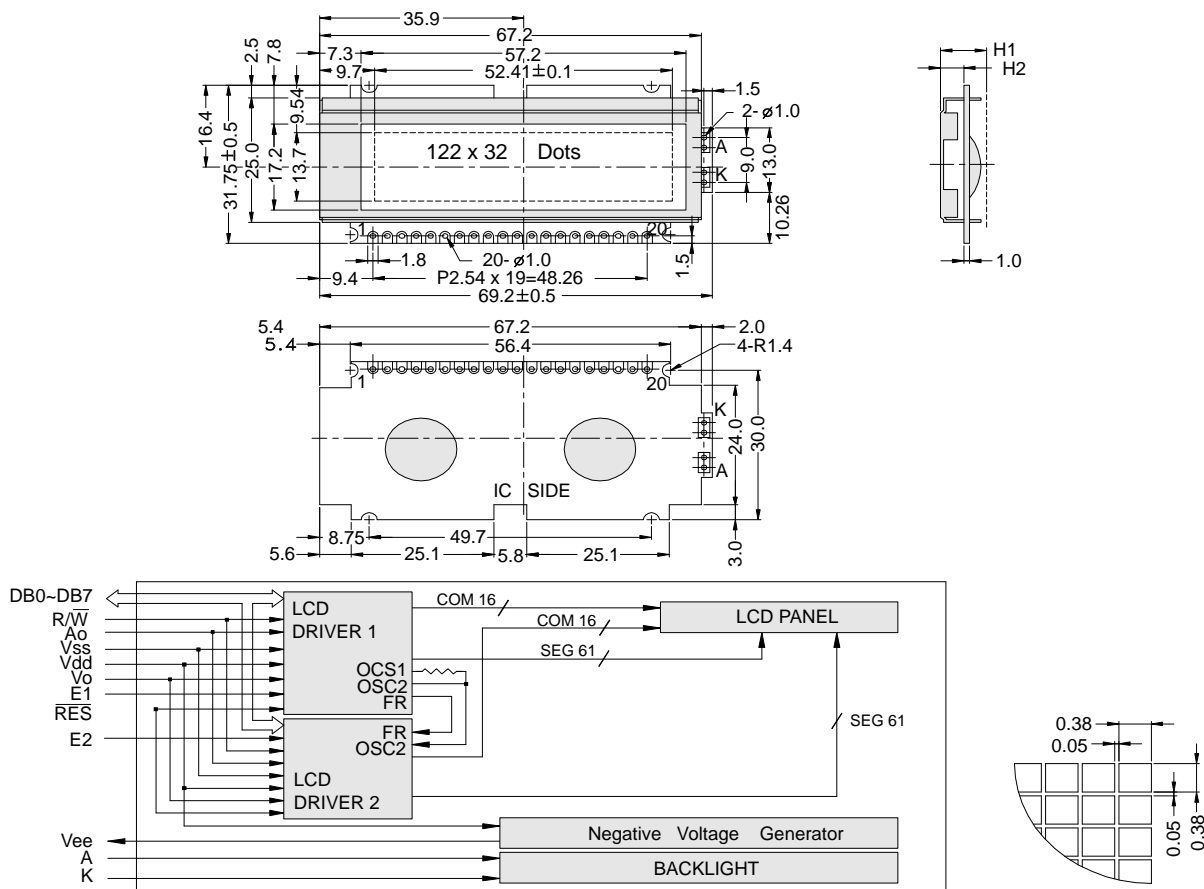 35.9
67.2
7.3 57.2
9.7 52.41±0.1
2.5
7.8
9.54
16.4
31.75±0.5
25.0
17.2
13.7
122 x 32 Dots
1.5
2- ø1.0
A
K
9.0
13.0
10.26
1 20
1.8 20- ø1.0
9.4 P2.54 x 19=48.26
1.5
69.2±0.5
H1
H2
1.0
5.4 67.2 2.0
5.4 56.4 4-R1.4
1 20
K
A
24.0
30.0
IC SIDE
8.75 49.7
5.6 25.1 5.8 25.1
3.0
DB0~DB7
R/W̅
Ao
Vss
Vdd
Vo
E1
R̅E̅S̅
E2
Vee
A
K
LCD
DRIVER 1
OCS1
OSC2
FR
FR
OSC2
LCD
DRIVER 2
COM 16
COM 16
SEG 61
SEG 61
LCD PANEL
Negative Voltage Generator
BACKLIGHT
0.38
0.05
0.05
0.38